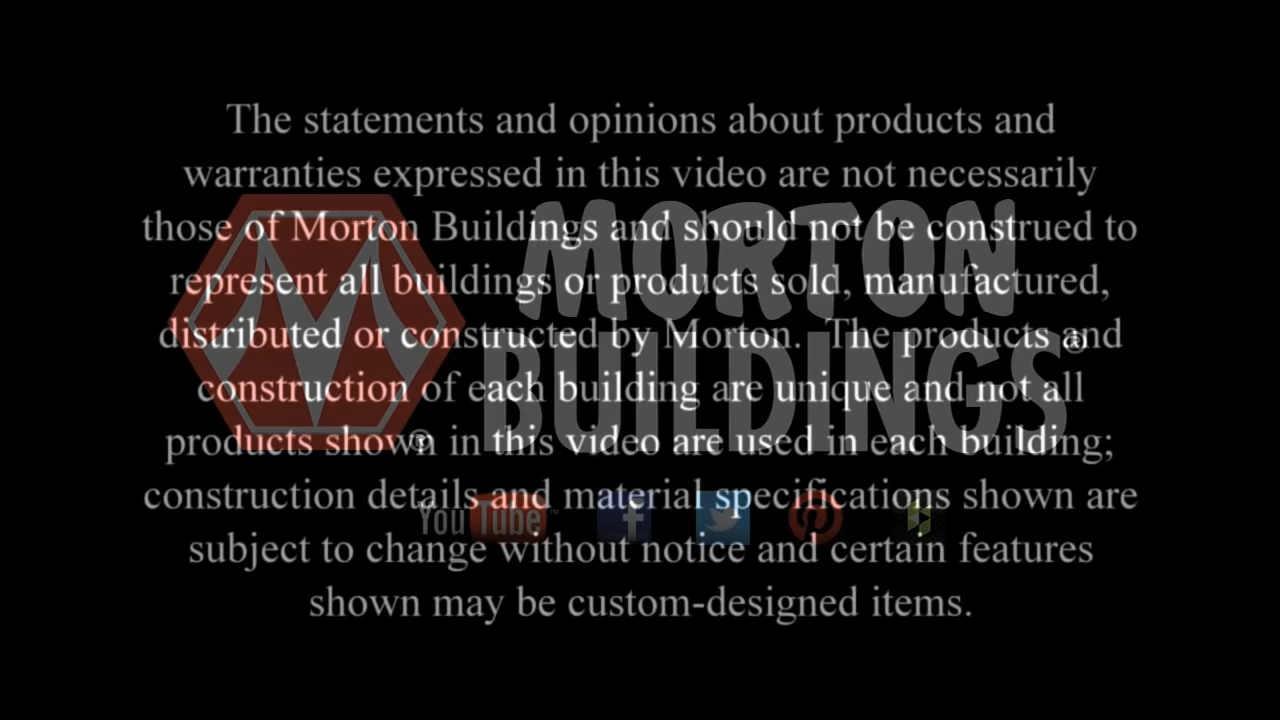 The statements and opinions about products and
warranties expressed in this video are not necessarily
those of Morton Buildings and should not be construed to
represent all buildings or products sold, manufactured,
distributed or constructed by Morton. The products and
construction of each building are unique and not all
products shown in this video are used in each building;
construction details and material specifications shown are
subject to change without notice and certain features
shown may be custom-designed items.
MORTON
BUILDINGS®
®
YouTube™